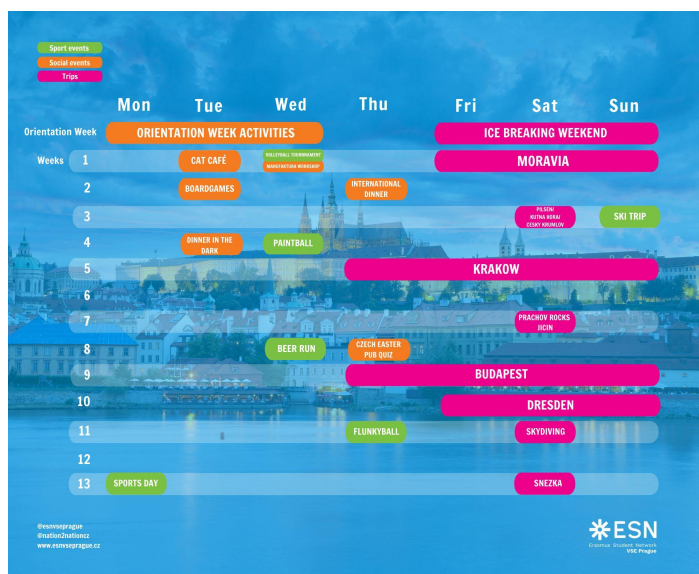 Sport events
Social events
Trips
Mon Tue Wed Thu Fri Sat Sun
Orientation Week ORIENTATION WEEK ACTIVITIES ICE BREAKING WEEKEND
Weeks 1 CAT CAFÉ VOLLEYBALL TOURNAMENT MORAVIA
MANUFAKTURA WORKSHOP
2 BOARDGAMES INTERNATIONAL
DINNER
3 PILSEN/
KUTNA HORA/
CESKY KRUMLOV
SKI TRIP
4 DINNER IN THE
DARK
PAINTBALL
5 KRAKOW
6
7 PRACHOV ROCKS
JICIN
8 BEER RUN CZECH EASTER
PUB QUIZ
9 BUDAPEST
10 DRESDEN
11 FLUNKYBALL SKYDIVING
12
13 SPORTS DAY SNEZKA
@esnvseprague
@nation2nationcz
www.esnvseprague.cz
ESN
Erasmus Student Network
VSE Prague